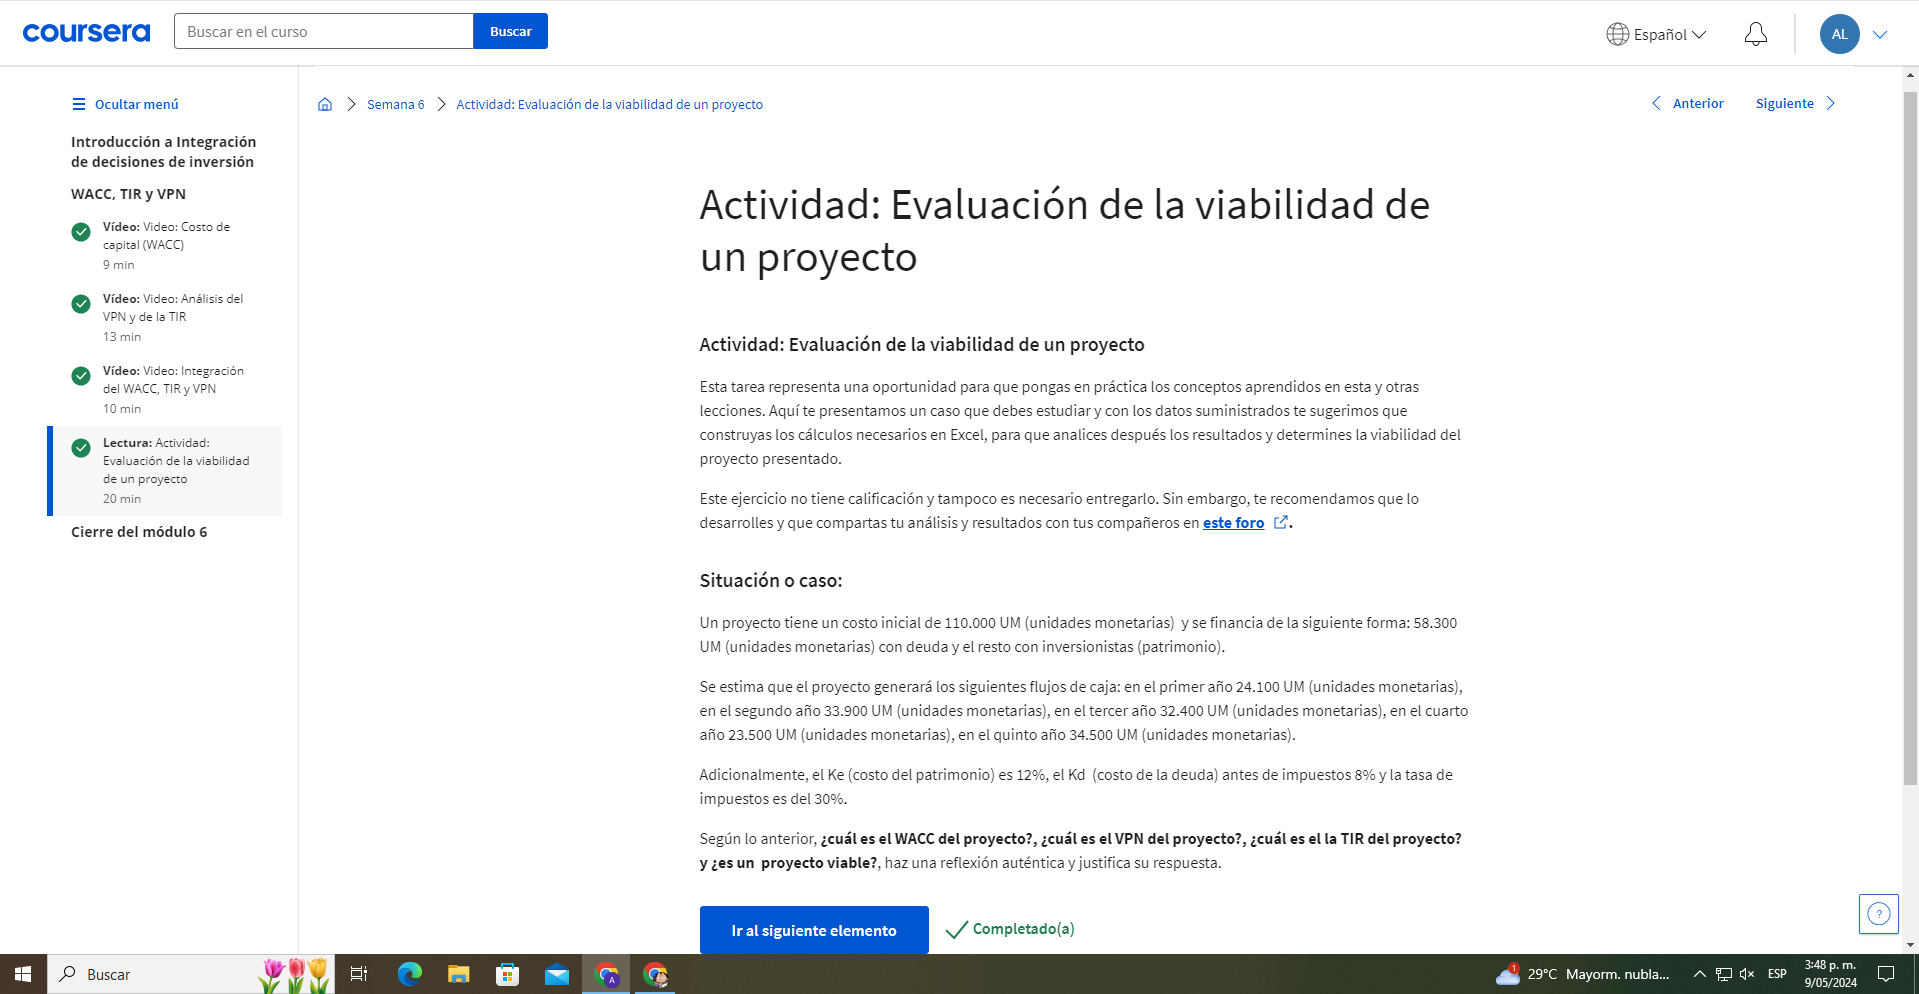 coursera
Buscar en el curso
Buscar
Español
AL
Ocultar menú
Introducción a Integración
de decisiones de inversión
WACC, TIR y VPN
Vídeo: Video: Costo de
capital (WACC)
9 min
Vídeo: Video: Análisis del
VPN y de la TIR
13 min
Vídeo: Video: Integración
del WACC, TIR y VPN
10 min
Lectura: Actividad:
Evaluación de la viabilidad
de un proyecto
20 min
Cierre del módulo 6
Semana 6
Actividad: Evaluación de la viabilidad de un proyecto
Anterior
Siguiente
Actividad: Evaluación de la viabilidad de
un proyecto
Actividad: Evaluación de la viabilidad de un proyecto
Esta tarea representa una oportunidad para que pongas en práctica los conceptos aprendidos en esta y otras
lecciones. Aquí te presentamos un caso que debes estudiar y con los datos suministrados te sugerimos que
construyas los cálculos necesarios en Excel, para que analices después los resultados y determines la viabilidad del
proyecto presentado.
Este ejercicio no tiene calificación y tampoco es necesario entregarlo. Sin embargo, te recomendamos que lo
desarrolles y que compartas tu análisis y resultados con tus compañeros en este foro.
Situación o caso:
Un proyecto tiene un costo inicial de 110.000 UM (unidades monetarias) y se financia de la siguiente forma: 58.300
UM (unidades monetarias) con deuda y el resto con inversionistas (patrimonio).
Se estima que el proyecto generará los siguientes flujos de caja: en el primer año 24.100 UM (unidades monetarias),
en el segundo año 33.900 UM (unidades monetarias), en el tercer año 32.400 UM (unidades monetarias), en el cuarto
año 23.500 UM (unidades monetarias), en el quinto año 34.500 UM (unidades monetarias).
Adicionalmente, el Ke (costo del patrimonio) es 12%, el Kd (costo de la deuda) antes de impuestos 8% y la tasa de
impuestos es del 30%.
Según lo anterior, ¿cuál es el WACC del proyecto?, ¿cuál es el VPN del proyecto?, ¿cuál es el la TIR del proyecto?
y ¿es un proyecto viable?, haz una reflexión auténtica y justifica su respuesta.
Ir al siguiente elemento
Completado(a)
?
Buscar
A
1
29°C Mayorm. nubla...
ESP
3:48 p. m.
9/05/2024